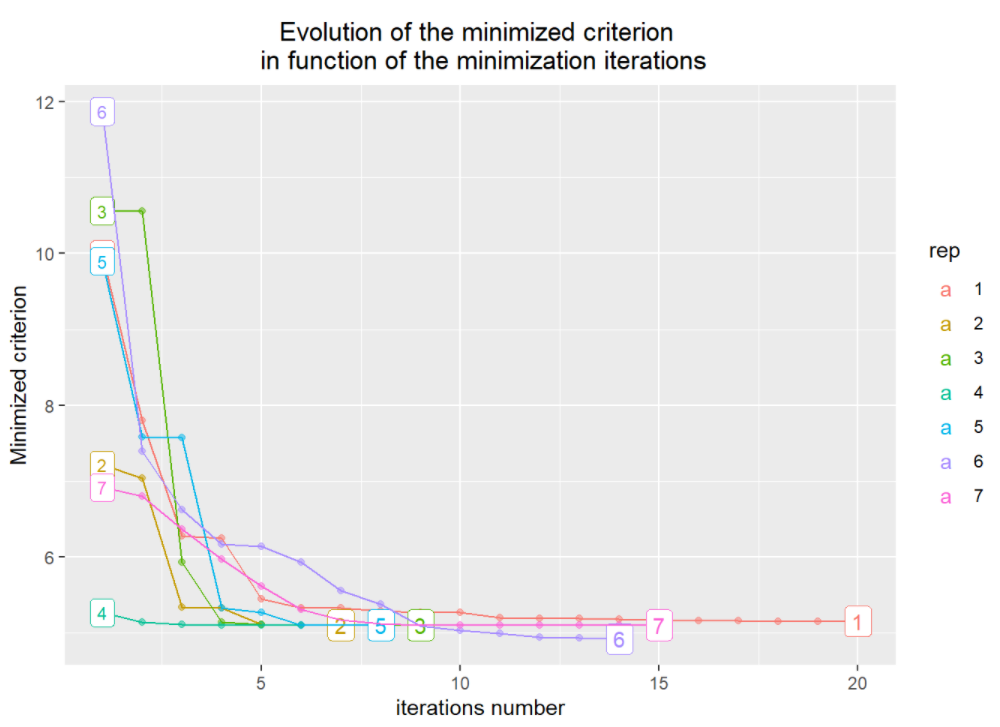 Evolution of the minimized criterion
in function of the minimization iterations
Minimized criterion
12
10
8
6
6
3
5
2
7
4
2
5
3
6
7
1
5
10
15
20
iterations number
rep
a 1
a 2
a 3
a 4
a 5
a 6
a 7